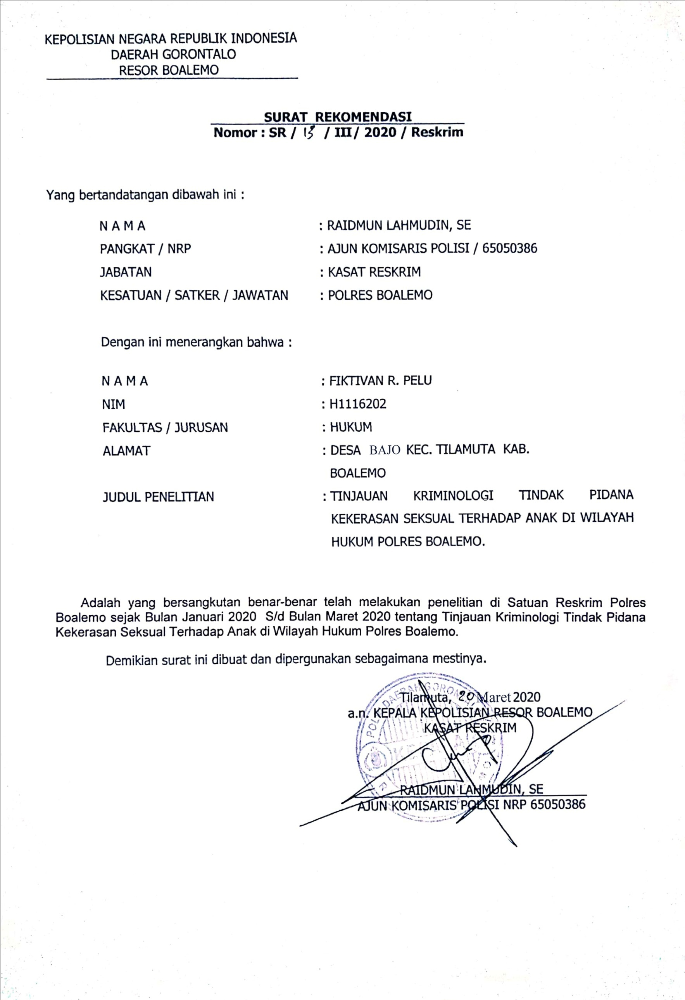 KEPOLISIAN NEGARA REPUBLIK INDONESIA
DAERAH GORONTALO
RESOR BOALEMO
SURAT REKOMENDASI
Nomor : SR / 13 / III / 2020 / Reskrim
Yang bertandatangan dibawah ini :
N A M A : RAIDMUN LAHMUDIN, SE
PANGKAT / NRP : AJUN KOMISARIS POLISI / 65050386
JABATAN : KASAT RESKRIM
KESATUAN / SATKER / JAWATAN : POLRES BOALEMO
Dengan ini menerangkan bahwa :
N A M A : FIKTIVAN R. PELU
NIM : H1116202
FAKULTAS / JURUSAN : HUKUM
ALAMAT : DESA BAJO KEC. TILAMUTA KAB.
BOALEMO
JUDUL PENELITIAN : TINJAUAN KRIMINOLOGI TINDAK PIDANA
KEKERASAN SEKSUAL TERHADAP ANAK DI WILAYAH
HUKUM POLRES BOALEMO.
Adalah yang bersangkutan benar-benar telah melakukan penelitian di Satuan Reskrim Polres
Boalemo sejak Bulan Januari 2020 S/d Bulan Maret 2020 tentang Tinjauan Kriminologi Tindak Pidana
Kekerasan Seksual Terhadap Anak di Wilayah Hukum Polres Boalemo.
Demikian surat ini dibuat dan dipergunakan sebagaimana mestinya.
Tilamuta, 20 Maret 2020
a.n. KEPALA KEPOLISIAN RESOR BOALEMO
KASAT RESKRIM
RAIDMUN LAHMUDIN, SE
AJUN KOMISARIS POLISI NRP 65050386